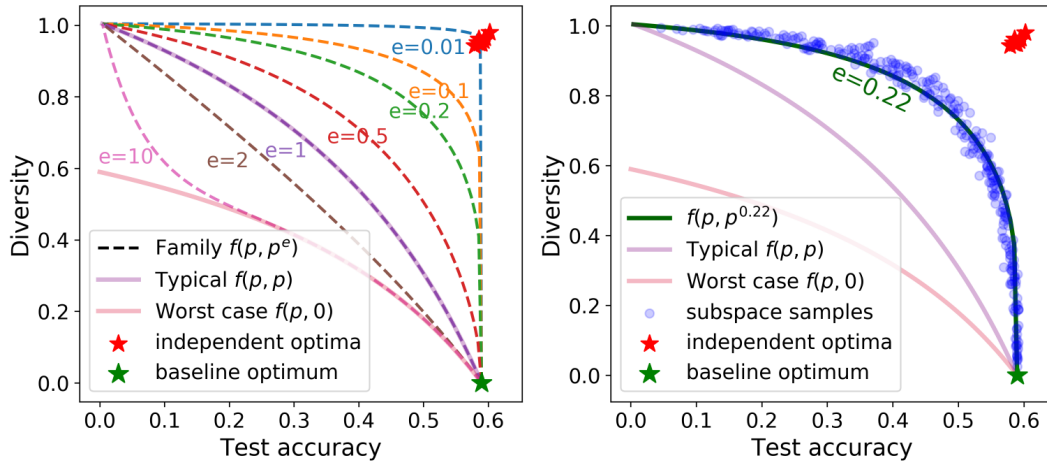 Diversity
1.0
0.8
0.6
0.4
0.2
0.0
e=0.01
e=0.1
e=0.2
e=0.5
e=1
e=2
e=10
Family f(p, p^e)
Typical f(p, p)
Worst case f(p, 0)
independent optima
baseline optimum
0.0 0.1 0.2 0.3 0.4 0.5 0.6
Test accuracy
Diversity
1.0
0.8
0.6
0.4
0.2
0.0
e=0.22
f(p, p^0.22)
Typical f(p, p)
Worst case f(p, 0)
subspace samples
independent optima
baseline optimum
0.0 0.1 0.2 0.3 0.4 0.5 0.6
Test accuracy